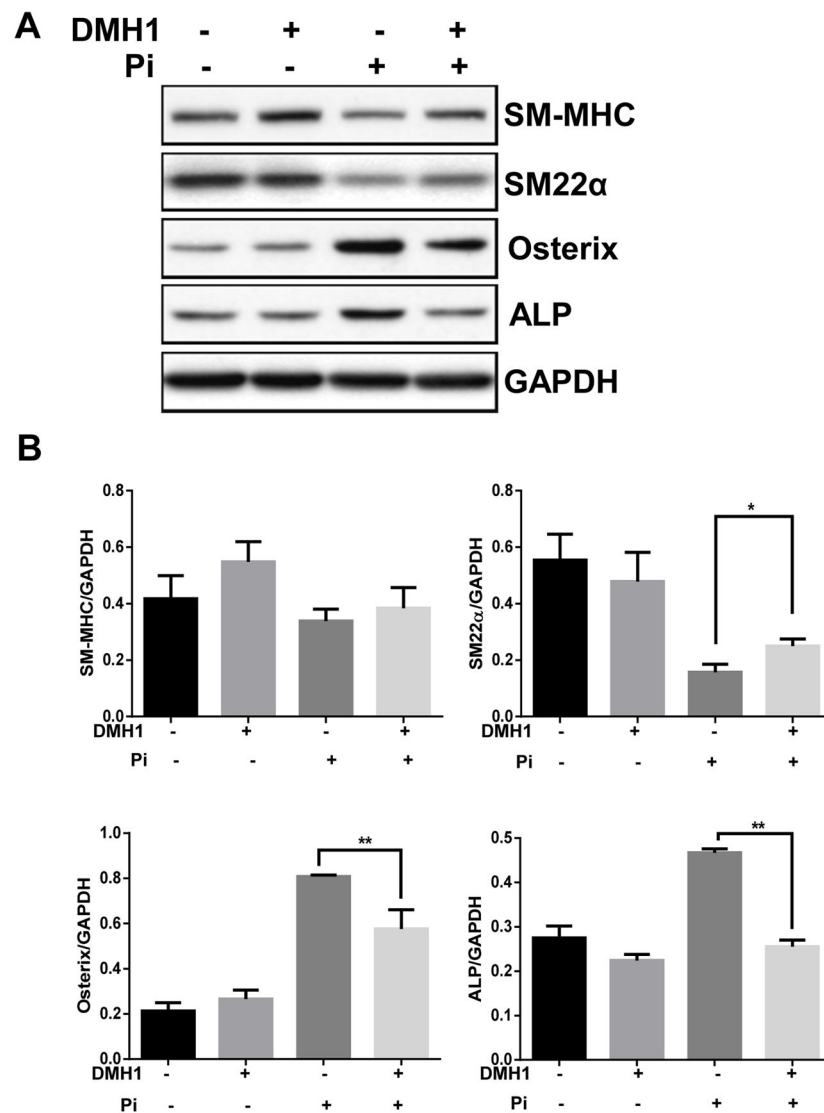 A
DMH1 - + - +
Pi - - + +
SM-MHC
SM22α
Osterix
ALP
GAPDH
B
SM-MHC/GAPDH
0.8
0.6
0.4
0.2
0.0
DMH1 - + - +
Pi - - + +
SM22α/GAPDH
0.8
0.6
0.4
0.2
0.0
*
DMH1 - + - +
Pi - - + +
Osterix/GAPDH
1.0
0.8
0.6
0.4
0.2
0.0
**
DMH1 - + - +
Pi - - + +
ALP/GAPDH
0.5
0.4
0.3
0.2
0.1
0.0
**
DMH1 - + - +
Pi - - + +